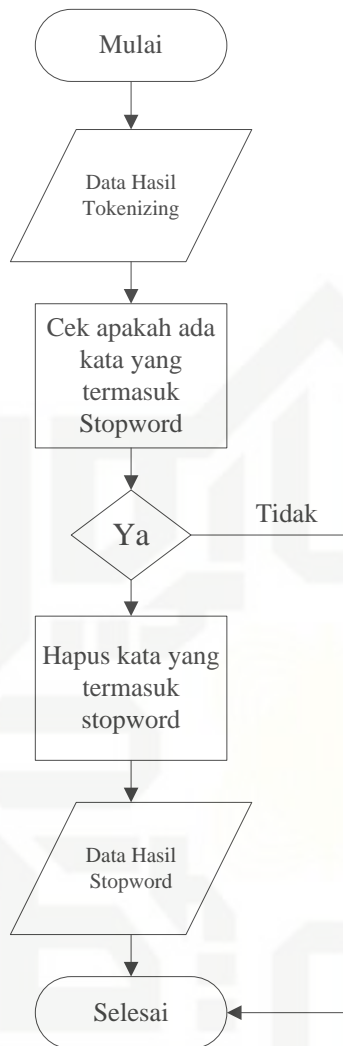 Mulai
Data Hasil
Tokenizing
Cek apakah ada
kata yang
termasuk
Stopword
Ya
Tidak
Hapus kata yang
termasuk
stopword
Data Hasil
Stopword
Selesai